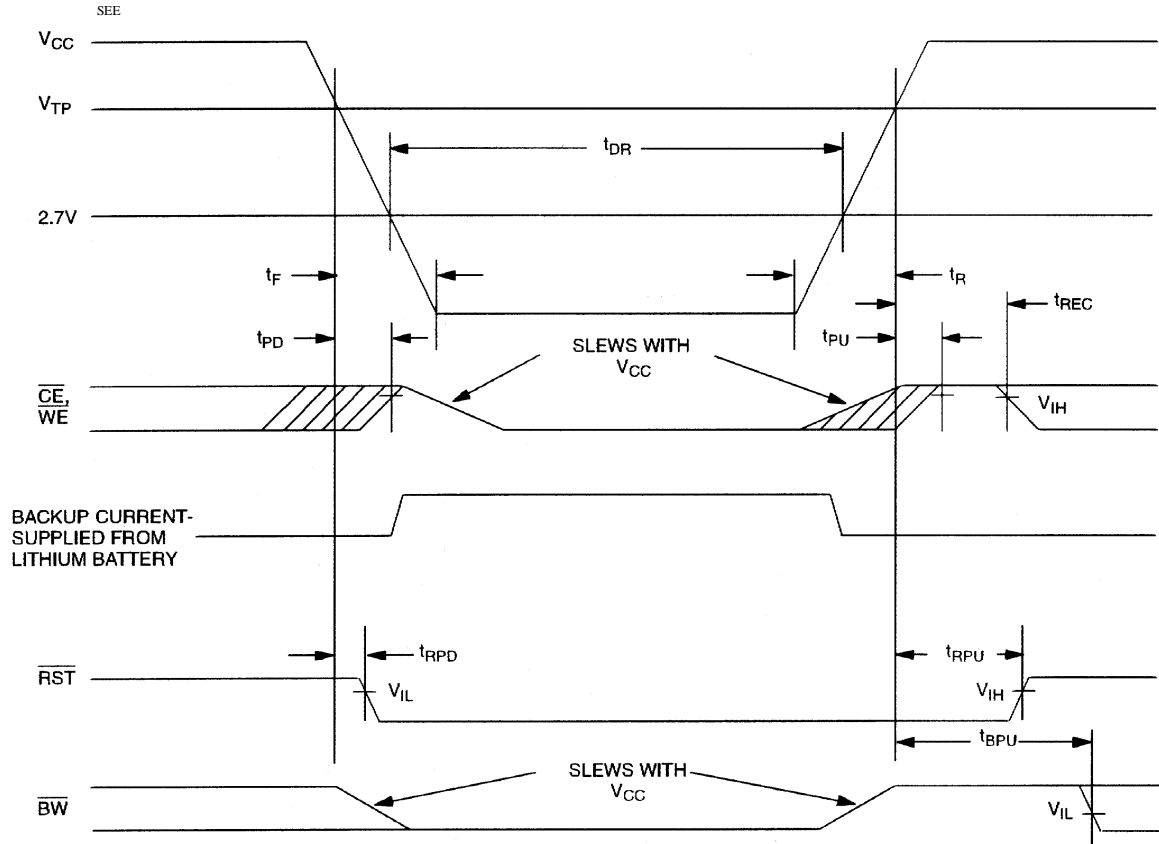 SEE
VCC
VTP
tDR
2.7V
tF
tR
tREC
tPD
tPU
SLEWS WITH
VCC
CE,
WE
VIH
BACKUP CURRENT-
SUPPLIED FROM
LITHIUM BATTERY
tRPD
tRPU
RST
VIL
VIH
tBPU
SLEWS WITH
VCC
BW
VIL